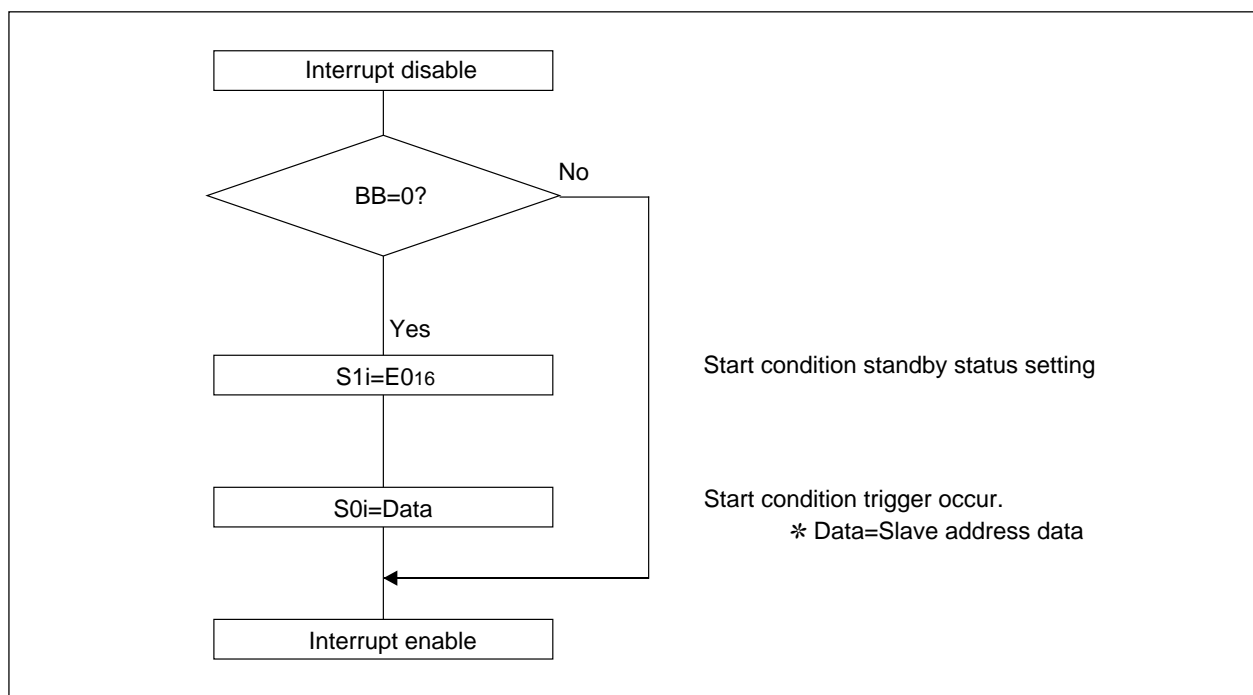 Interrupt disable
BB=0?
No
Yes
S1i=E016
Start condition standby status setting
S0i=Data
Start condition trigger occur.
✽ Data=Slave address data
Interrupt enable